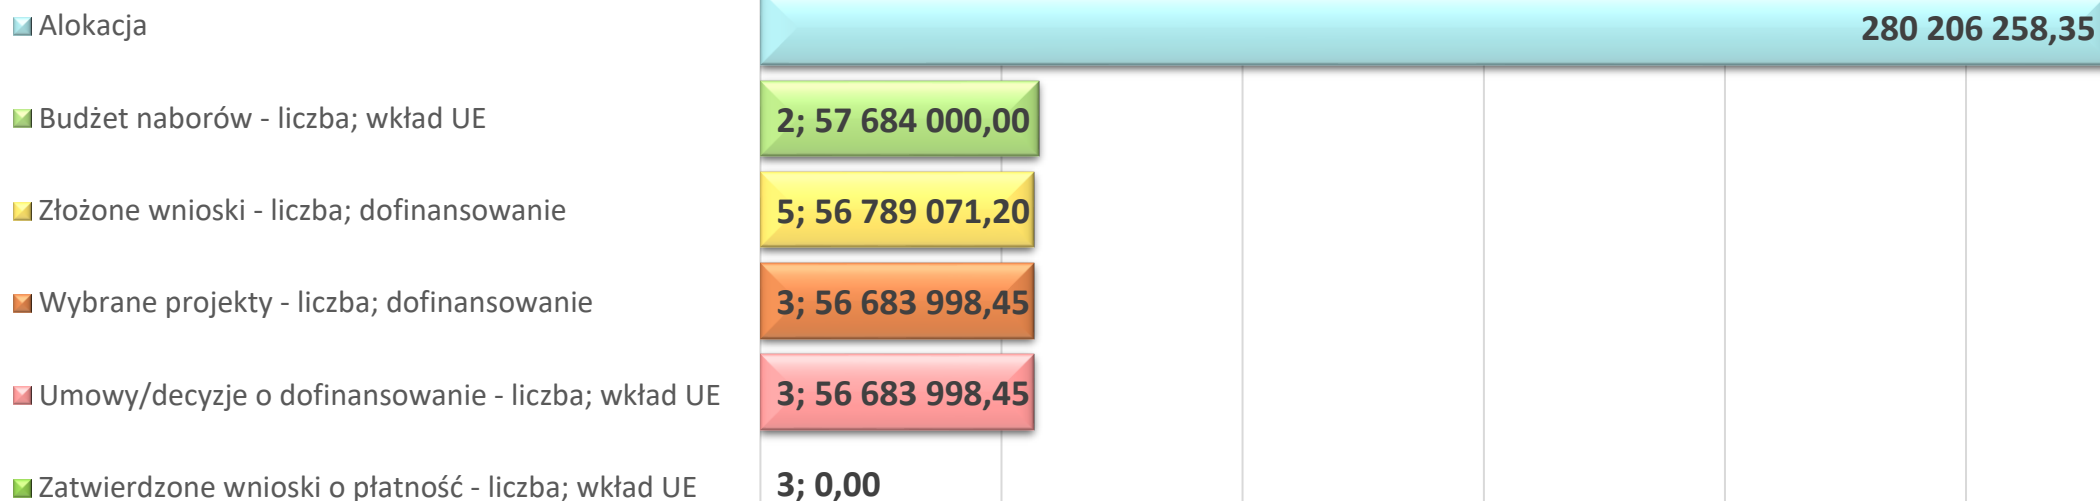 Alokacja 280 206 258,35
Budżet naborów - liczba; wkład UE 2; 57 684 000,00
Złożone wnioski - liczba; dofinansowanie 5; 56 789 071,20
Wybrane projekty - liczba; dofinansowanie 3; 56 683 998,45
Umowy/decyzje o dofinansowanie - liczba; wkład UE 3; 56 683 998,45
Zatwierdzone wnioski o płatność - liczba; wkład UE 3; 0,00